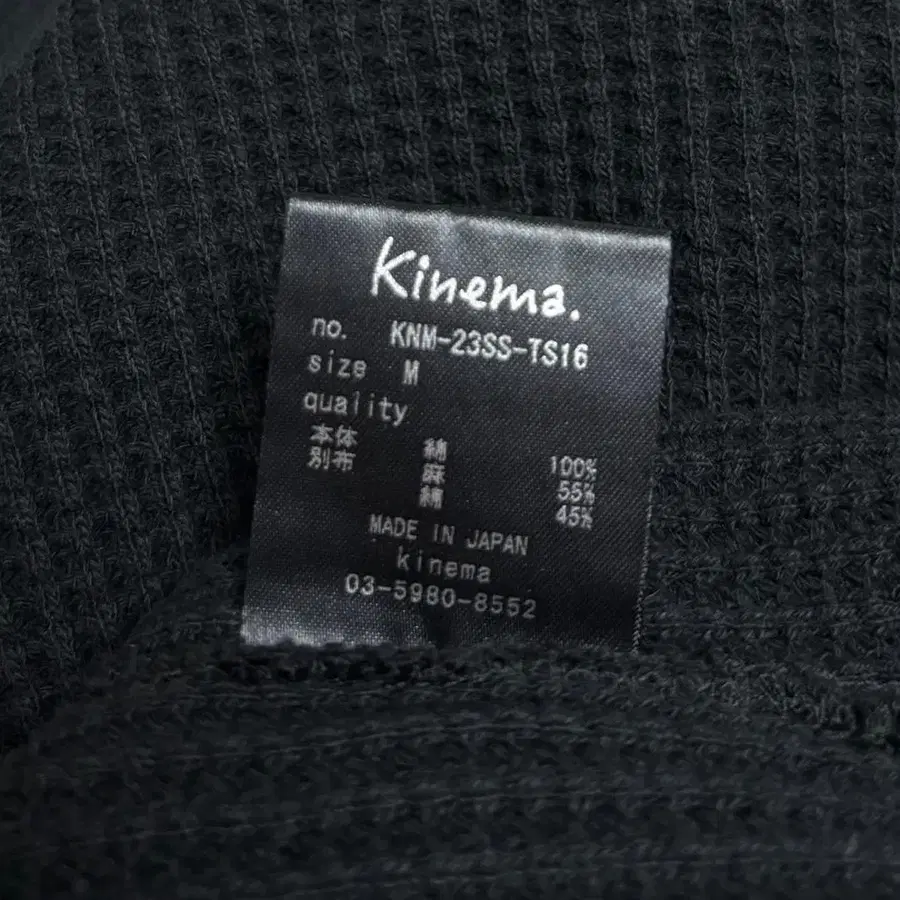 Kinema.
no. KNM-23SS-TS16
size M
quality
本体 綿 100%
別布 麻 55%
綿 45%
MADE IN JAPAN
kinema
03-5980-8552